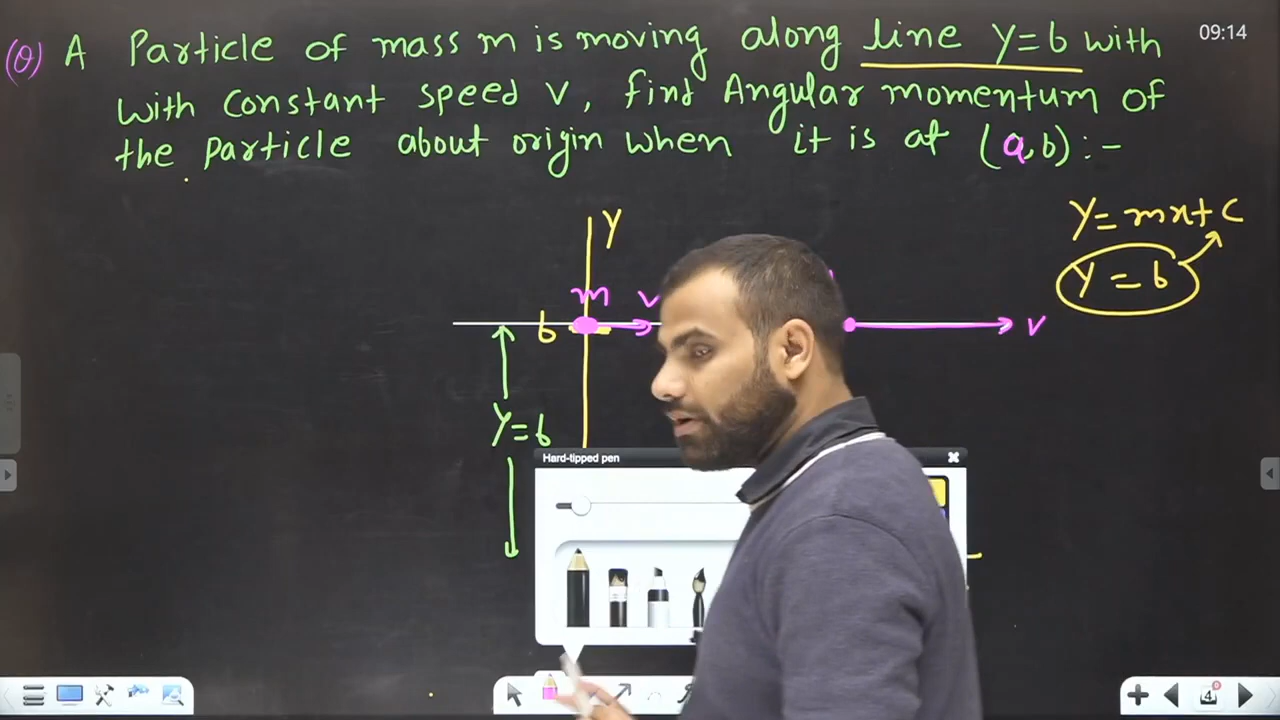 (Q) A Particle of mass m is moving along line y=b with
with constant speed v, find Angular momentum of
the Particle about origin when it is at (a,b):-
09:14
y=mx+c
y=b
y
m v
b
v
y=b
Hard-tipped pen
4